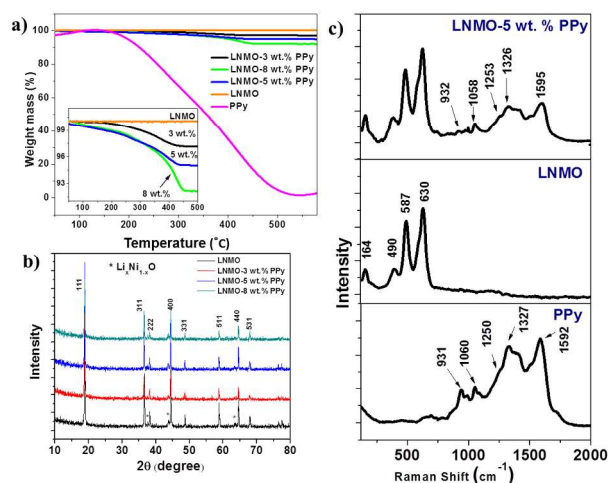 a)
Weight mass (%)
100
80
60
40
20
0
LNMO-3 wt.% PPy
LNMO-8 wt.% PPy
LNMO-5 wt.% PPy
LNMO
PPy
LNMO
3 wt.%
5 wt.%
8 wt.%
99
96
93
100 200 300 400 500
100 200 300 400 500
Temperature (˚C)
b)
* LixNi1-xO
LNMO
LNMO-3 wt.% PPy
LNMO-5 wt.% PPy
LNMO-8 wt.% PPy
111
311
222
400
331
511
440
531
*
*
Intensity
10 20 30 40 50 60 70 80
2θ (degree)
c)
LNMO-5 wt. % PPy
932
1058
1253
1326
1595
LNMO
164
490
587
630
PPy
931
1060
1250
1327
1592
Intensity
500 1000 1500 2000
Raman Shift (cm-1)